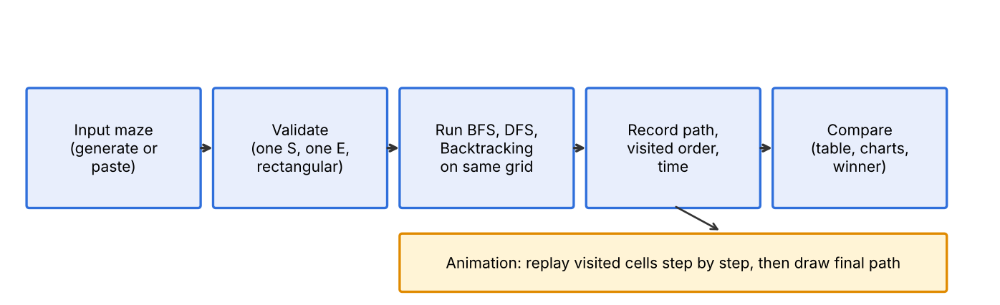 Input maze
(generate or
paste)
Validate
(one S, one E,
rectangular)
Run BFS, DFS,
Backtracking
on same grid
Record path,
visited order,
time
Compare
(table, charts,
winner)
Animation: replay visited cells step by step, then draw final path